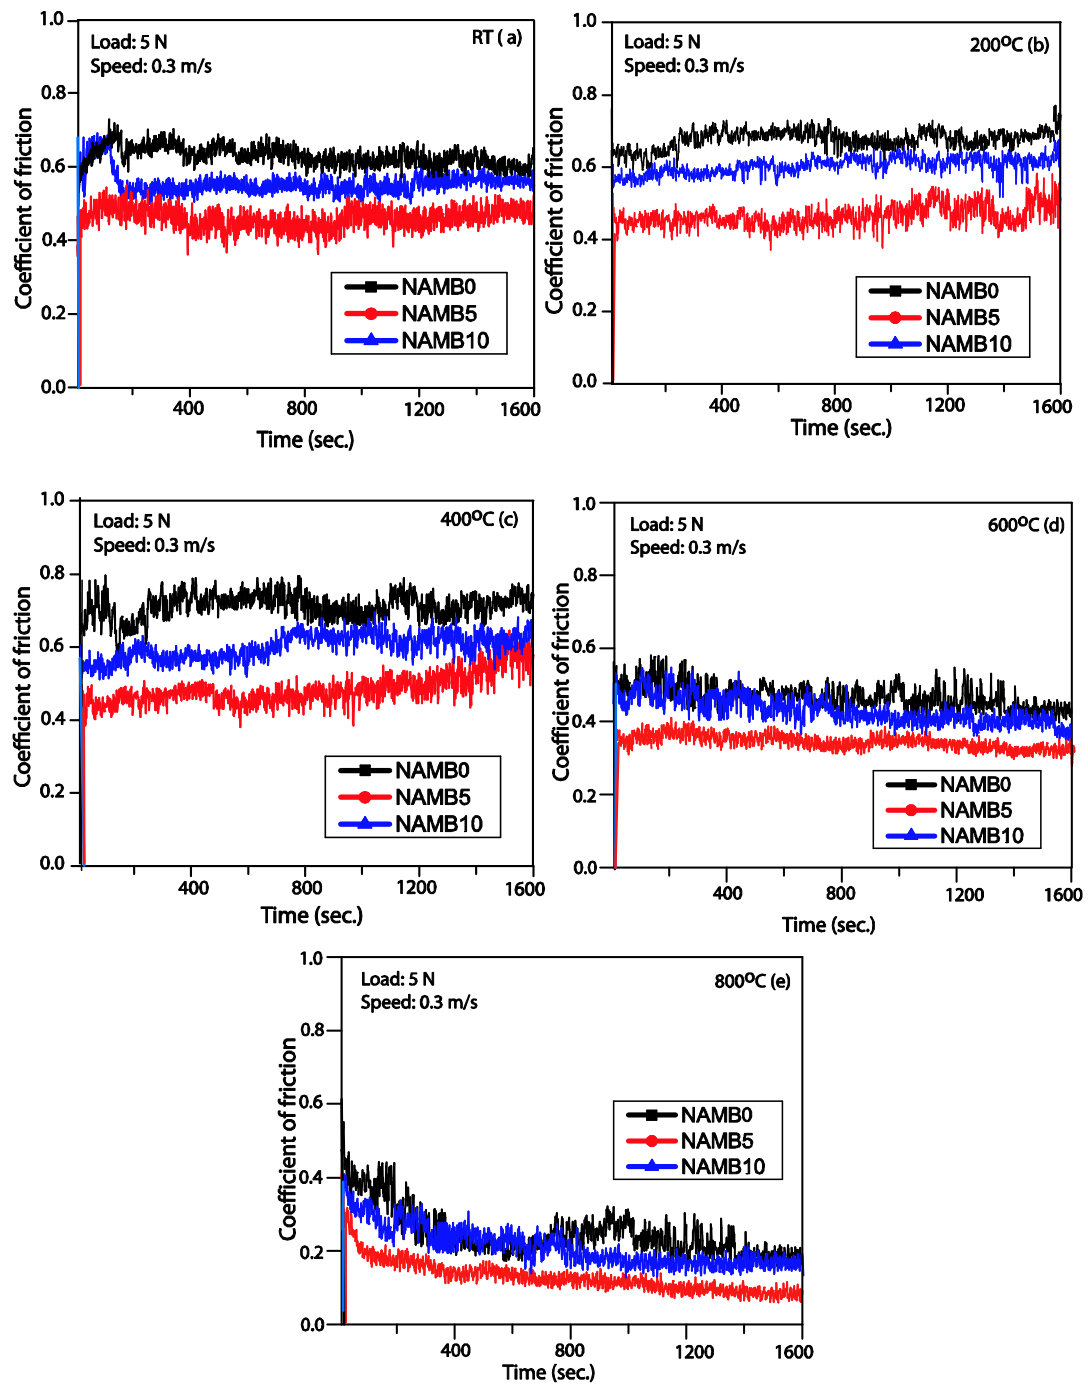 RT ( a)
Load: 5 N
Speed: 0.3 m/s
Coefficient of friction
1.0
0.8
0.6
0.4
0.2
0.0
NAMB0
NAMB5
NAMB10
400
800
1200
1600
Time (sec.)
200ºC (b)
Load: 5 N
Speed: 0.3 m/s
Coefficient of friction
1.0
0.8
0.6
0.4
0.2
0.0
NAMB0
NAMB5
NAMB10
400
800
1200
1600
Time (sec.)
400ºC (c)
Load: 5 N
Speed: 0.3 m/s
Coefficient of friction
1.0
0.8
0.6
0.4
0.2
0.0
NAMB0
NAMB5
NAMB10
400
800
1200
1600
Time (sec.)
600ºC (d)
Load: 5 N
Speed: 0.3 m/s
Coefficient of friction
1.0
0.8
0.6
0.4
0.2
0.0
NAMB0
NAMB5
NAMB10
400
800
1200
1600
Time (sec.)
800ºC (e)
Load: 5 N
Speed: 0.3 m/s
Coefficient of friction
1.0
0.8
0.6
0.4
0.2
0.0
NAMB0
NAMB5
NAMB10
400
800
1200
1600
Time (sec.)